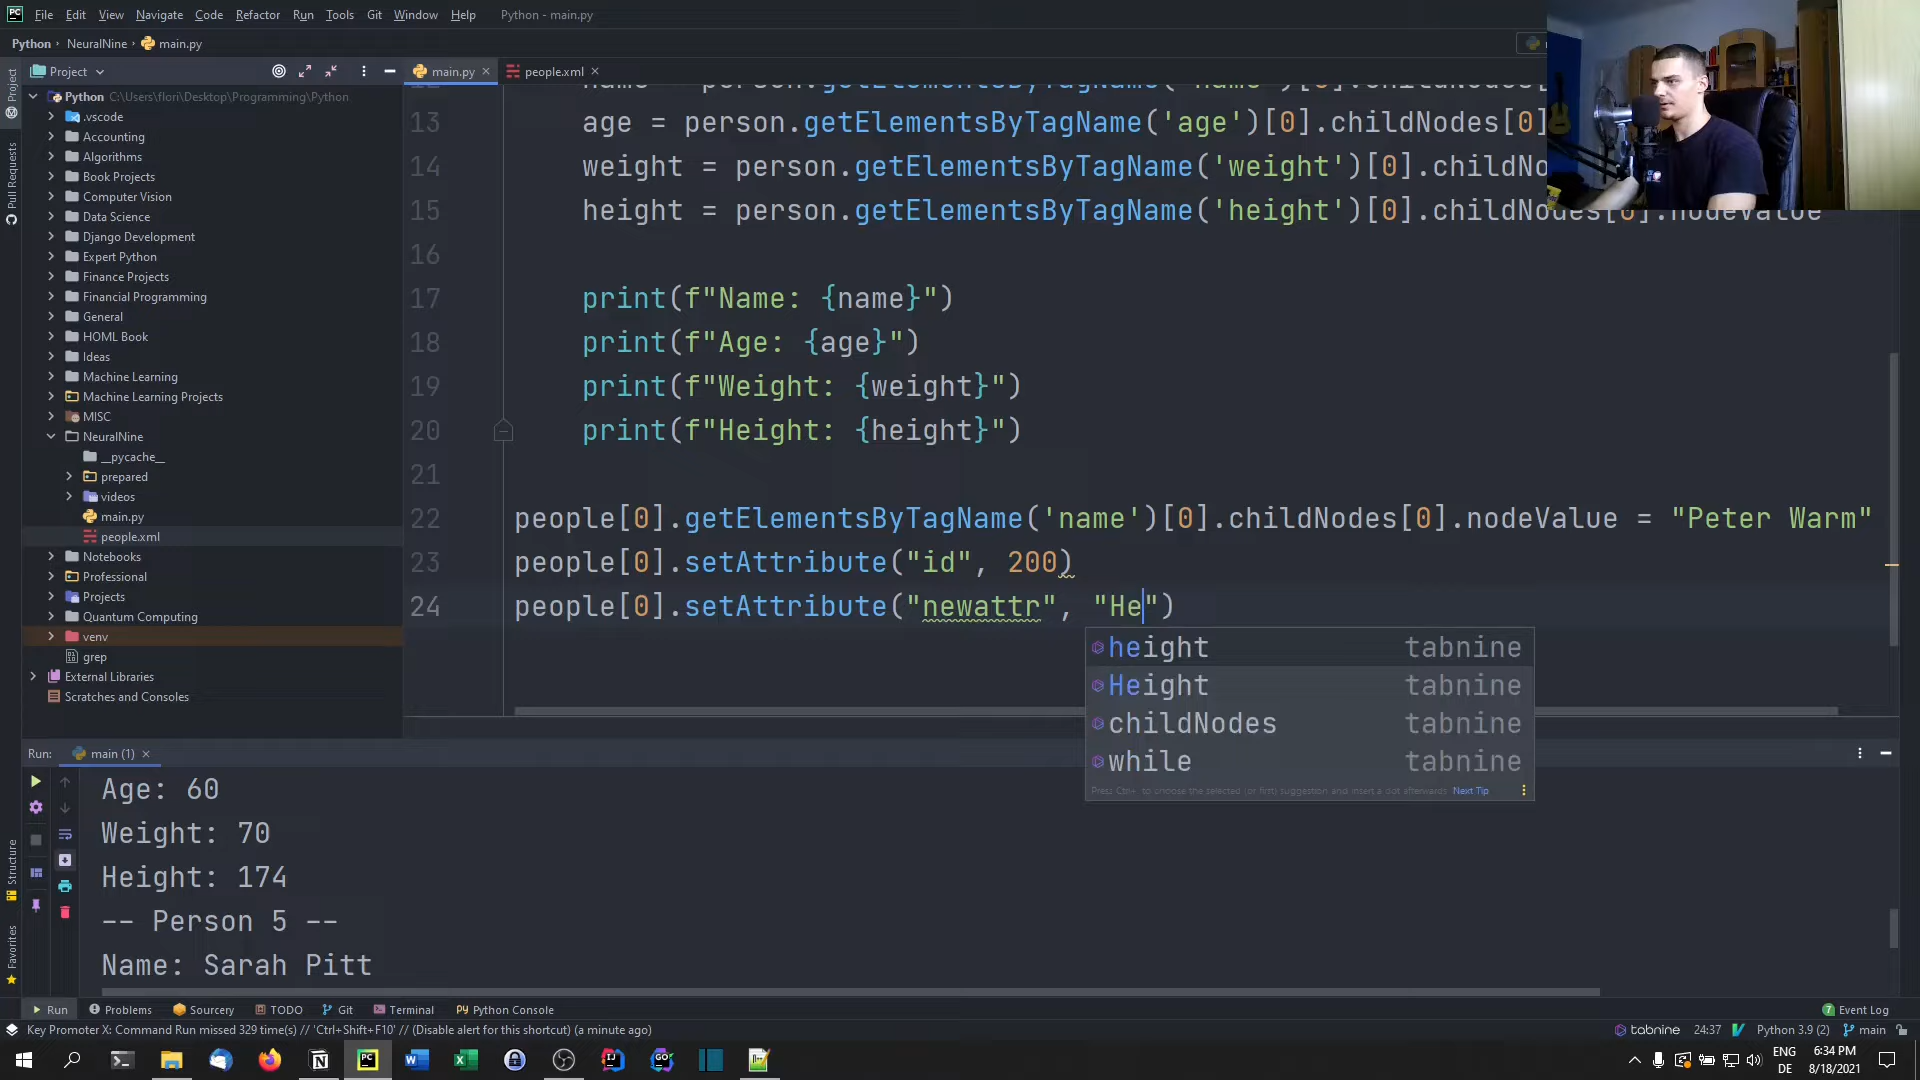 File Edit View Navigate Code Refactor Run Tools Git Window Help Python - main.py
Python NeuralNine main.py
Project
main.py
people.xml
Python C:\Users\flori\Desktop\Programming\Python
.vscode
Accounting
Algorithms
Book Projects
Computer Vision
Data Science
Django Development
Expert Python
Finance Projects
Financial Programming
General
HOML Book
Ideas
Machine Learning
Machine Learning Projects
MISC
NeuralNine
__pycache__
prepared
videos
main.py
people.xml
Notebooks
Professional
Projects
Quantum Computing
venv
grep
External Libraries
Scratches and Consoles
Project
Pull Requests
Structure
Favorites
13 age = person.getElementsByTagName('age')[0].childNodes[0]
14 weight = person.getElementsByTagName('weight')[0].childNo
15 height = person.getElementsByTagName('height')[0].childNodes[0].nodeValue
16
17 print(f"Name: {name}")
18 print(f"Age: {age}")
19 print(f"Weight: {weight}")
20 print(f"Height: {height}")
21
22 people[0].getElementsByTagName('name')[0].childNodes[0].nodeValue = "Peter Warm"
23 people[0].setAttribute("id", 200)
24 people[0].setAttribute("newattr", "He")
height tabnine
Height tabnine
childNodes tabnine
while tabnine
Press Ctrl+. to choose the selected (or first) suggestion and insert a dot afterwards Next Tip
Run: main (1)
Age: 60
Weight: 70
Height: 174
-- Person 5 --
Name: Sarah Pitt
Run Problems Sourcery TODO Git Terminal Python Console
7 Event Log
Key Promoter X: Command Run missed 329 time(s) // 'Ctrl+Shift+F10' // (Disable alert for this shortcut) (a minute ago)
tabnine 24:37 Python 3.9 (2) main
ENG
DE
6:34 PM
8/18/2021